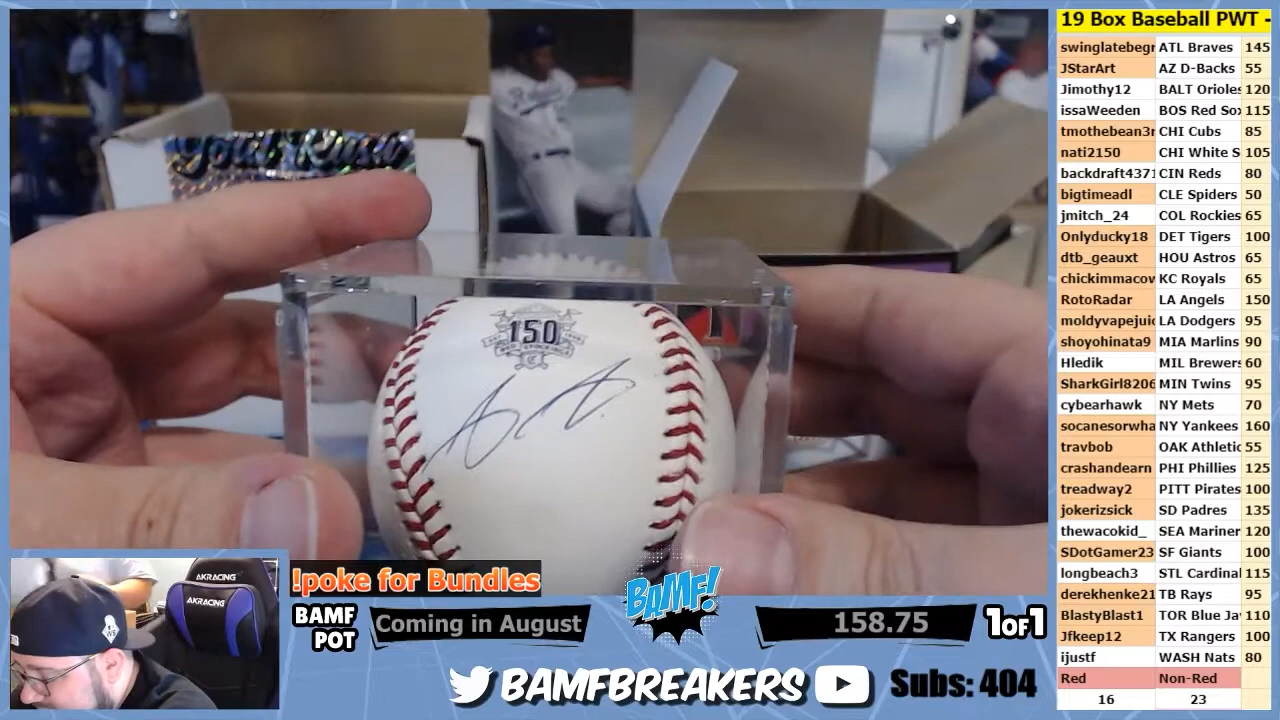 19 Box Baseball PWT -
swinglatebegr ATL Braves 145
JStarArt AZ D-Backs 55
Jimothy12 BALT Orioles 120
issaWeeden BOS Red Sox 115
tmothebean3r CHI Cubs 85
nati2150 CHI White S 105
backdraft4371 CIN Reds 80
bigtimeadl CLE Spiders 50
jmitch_24 COL Rockies 65
Onlyducky18 DET Tigers 100
dtb_geauxt HOU Astros 65
chickimmacov KC Royals 65
RotoRadar LA Angels 150
moldyvapejuic LA Dodgers 95
shoyohinata9 MIA Marlins 90
Hledik MIL Brewers 60
SharkGirl8206 MIN Twins 95
cybearhawk NY Mets 70
socanesorwha NY Yankees 160
travbob OAK Athletic 55
crashandearn PHI Phillies 125
treadway2 PITT Pirates 100
jokerizsick SD Padres 135
thewacokid_ SEA Mariner 120
SDotGamer23 SF Giants 100
longbeach3 STL Cardinal 115
derekhenke21 TB Rays 95
BlastyBlast1 TOR Blue Ja 110
Jfkeep12 TX Rangers 100
ijustf WASH Nats 80
Red Non-Red
16 23
Gold Rush
150
RED STOCKINGS
AKRACING
AKRACING
!poke for Bundles
BAMF
POT
Coming in August
BAMF!
158.75
1OF1
BAMFBREAKERS
Subs: 404